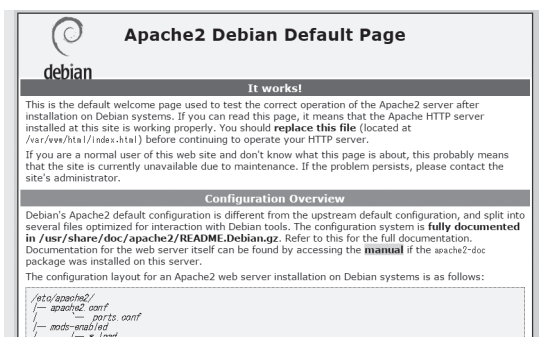 debian
Apache2 Debian Default Page
It works!
This is the default welcome page used to test the correct operation of the Apache2 server after
installation on Debian systems. If you can read this page, it means that the Apache HTTP server
installed at this site is working properly. You should replace this file (located at
/var/www/html/index.html) before continuing to operate your HTTP server.
If you are a normal user of this web site and don't know what this page is about, this probably means
that the site is currently unavailable due to maintenance. If the problem persists, please contact the
site's administrator.
Configuration Overview
Debian's Apache2 default configuration is different from the upstream default configuration, and split into
several files optimized for interaction with Debian tools. The configuration system is fully documented
in /usr/share/doc/apache2/README.Debian.gz. Refer to this for the full documentation.
Documentation for the web server itself can be found by accessing the manual if the apache2-doc
package was installed on this server.
The configuration layout for an Apache2 web server installation on Debian systems is as follows:
/etc/apache2/
|-- apache2.conf
| `-- ports.conf
|-- mods-enabled
| |-- *.load